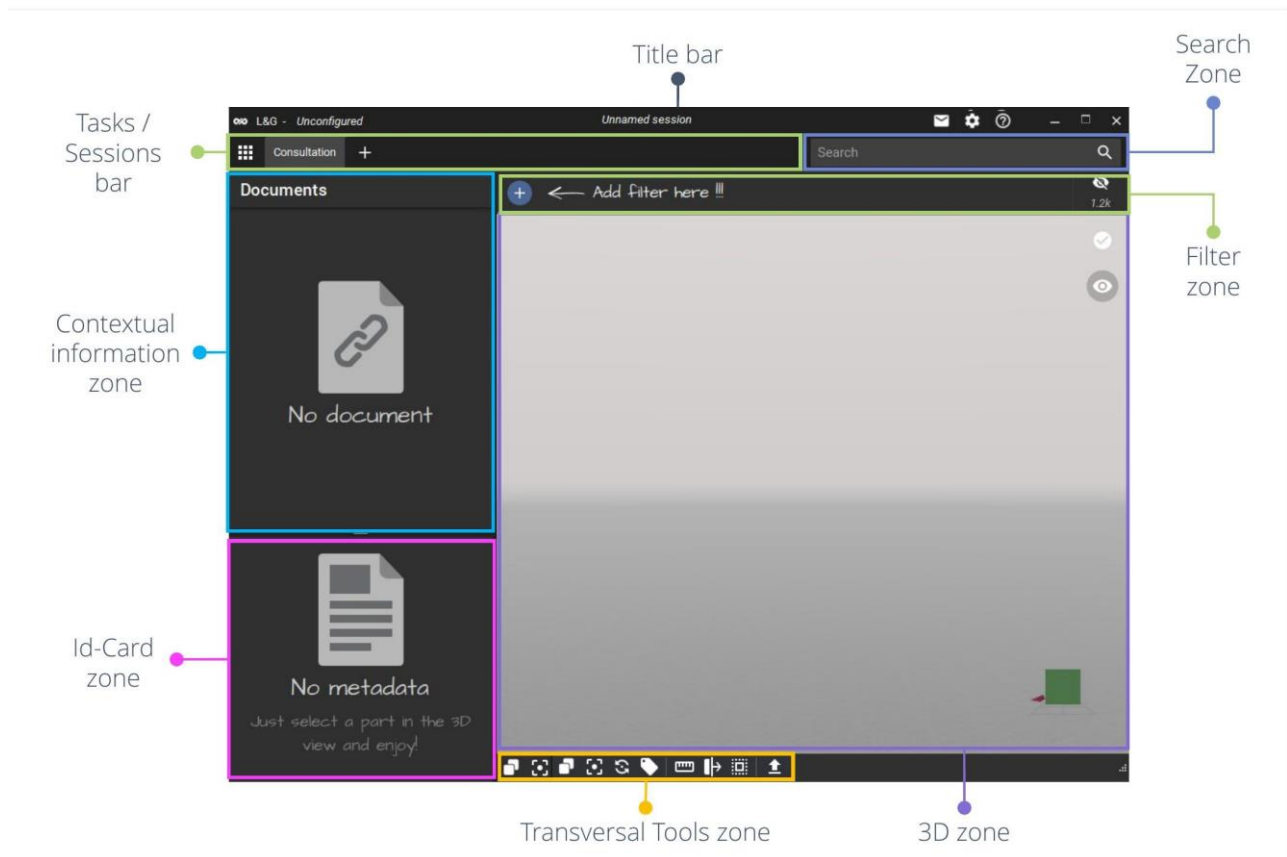 Title bar
Search
Zone
Tasks /
Sessions
bar
L&G - Unconfigured
Unnamed session
Consultation +
Search
Documents
+ ← Add filter here !!!
1.2k
Filter
zone
Contextual
information
zone
No document
Id-Card
zone
No metadata
Just select a part in the 3D
view and enjoy!
Transversal Tools zone
3D zone